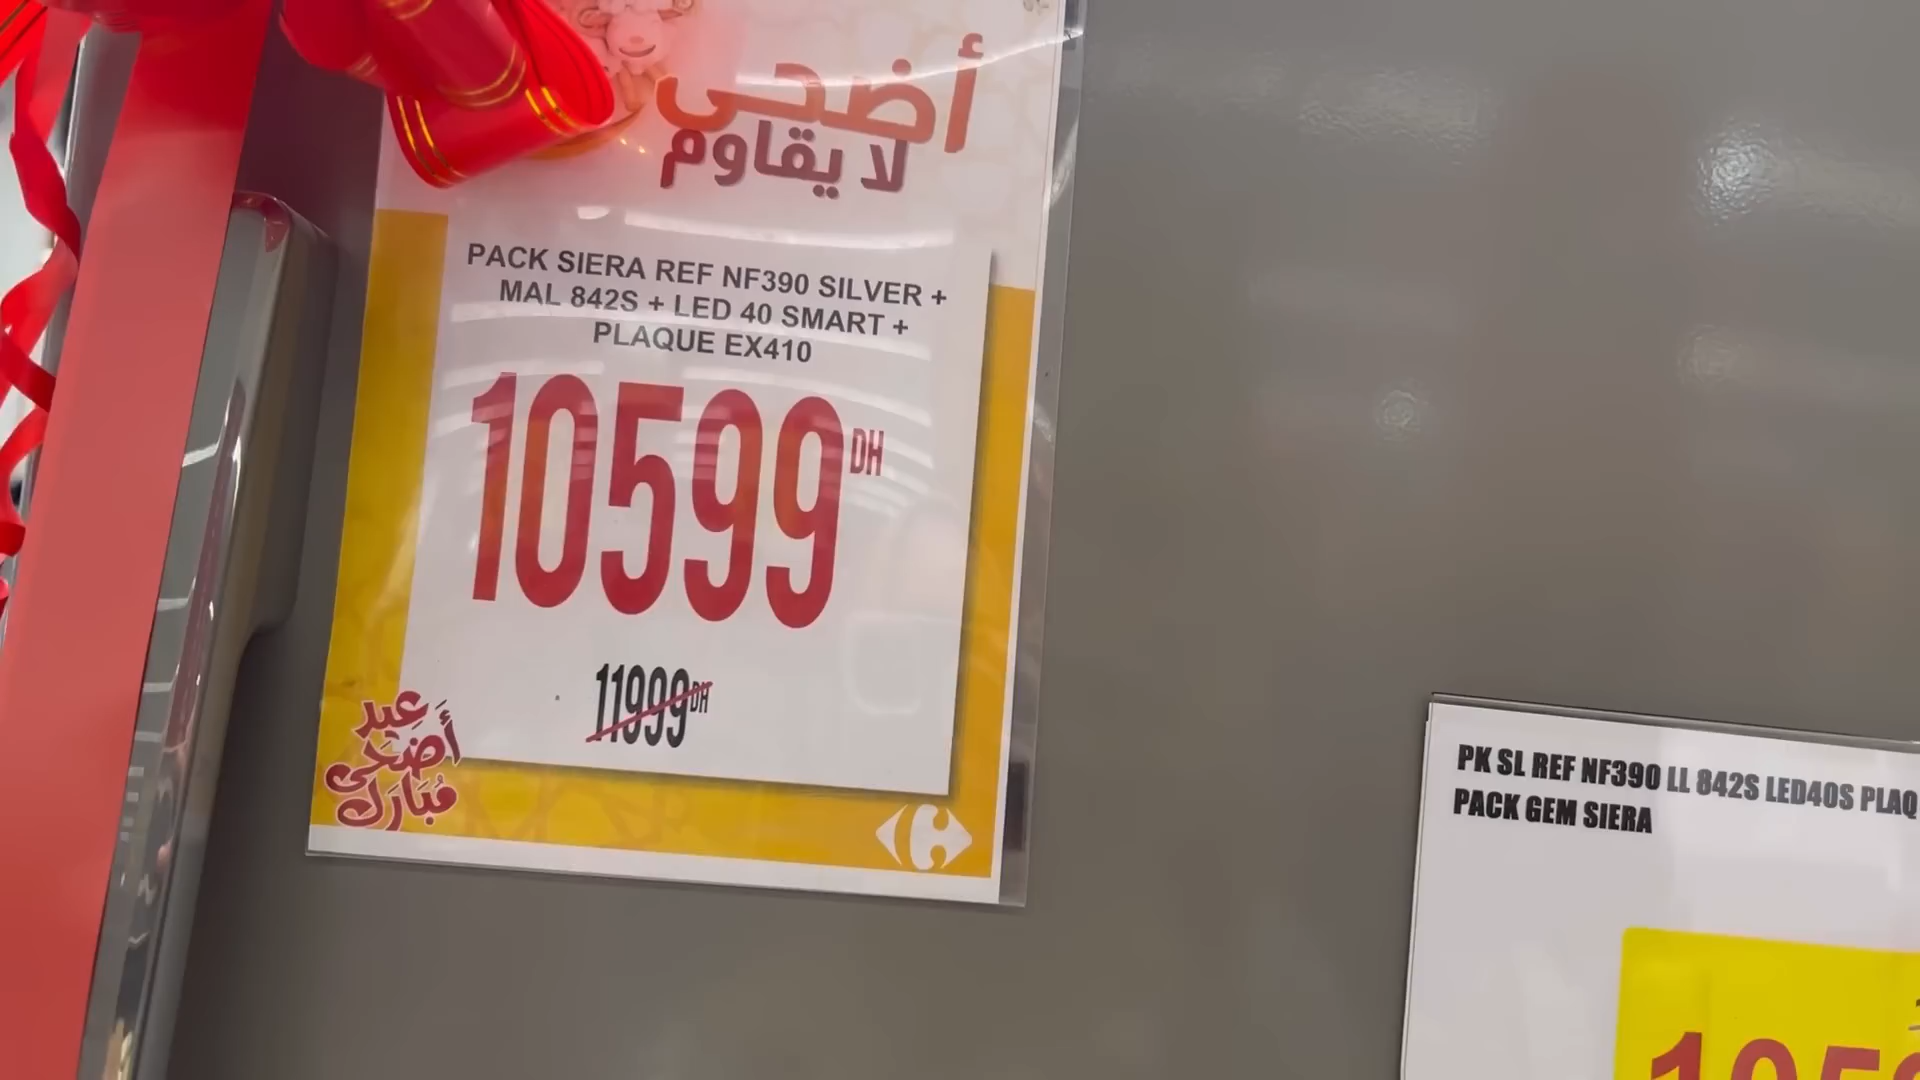 أضحى
لا يقاوم
PACK SIERA REF NF390 SILVER +
MAL 842S + LED 40 SMART +
PLAQUE EX410
10599 DH
11999 DH
عيد
أضحى
مبارك
PK SL REF NF390 LL 842S LED40S PLAQ
PACK GEM SIERA
1059